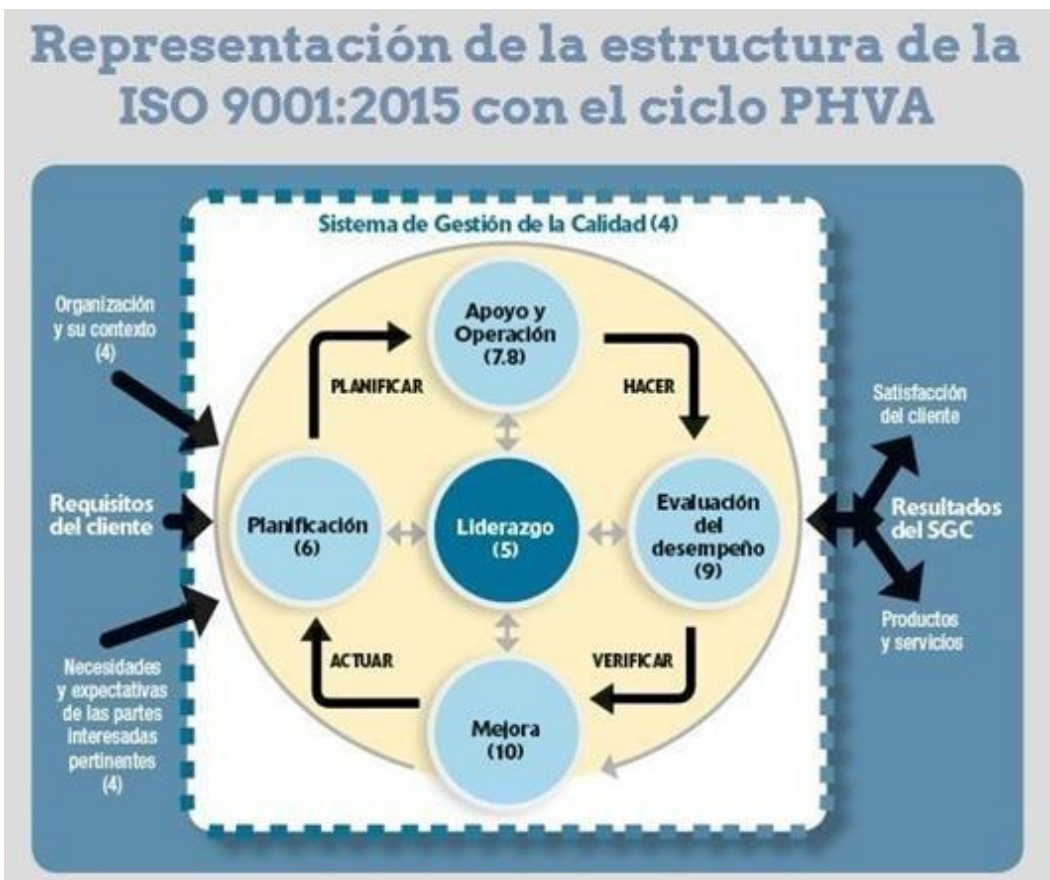 Representación de la estructura de la
ISO 9001:2015 con el ciclo PHVA
Sistema de Gestión de la Calidad (4)
Organización
y su contexto
(4)
Requisitos
del cliente
Necesidades
y expectativas
de las partes
interesadas
pertinentes
(4)
Apoyo y
Operación
(7.8)
PLANIFICAR
HACER
Planificación
(6)
Liderazgo
(5)
Evaluación
del
desempeño
(9)
ACTUAR
VERIFICAR
Mejora
(10)
Satisfacción
del cliente
Resultados
del SGC
Productos
y servicios